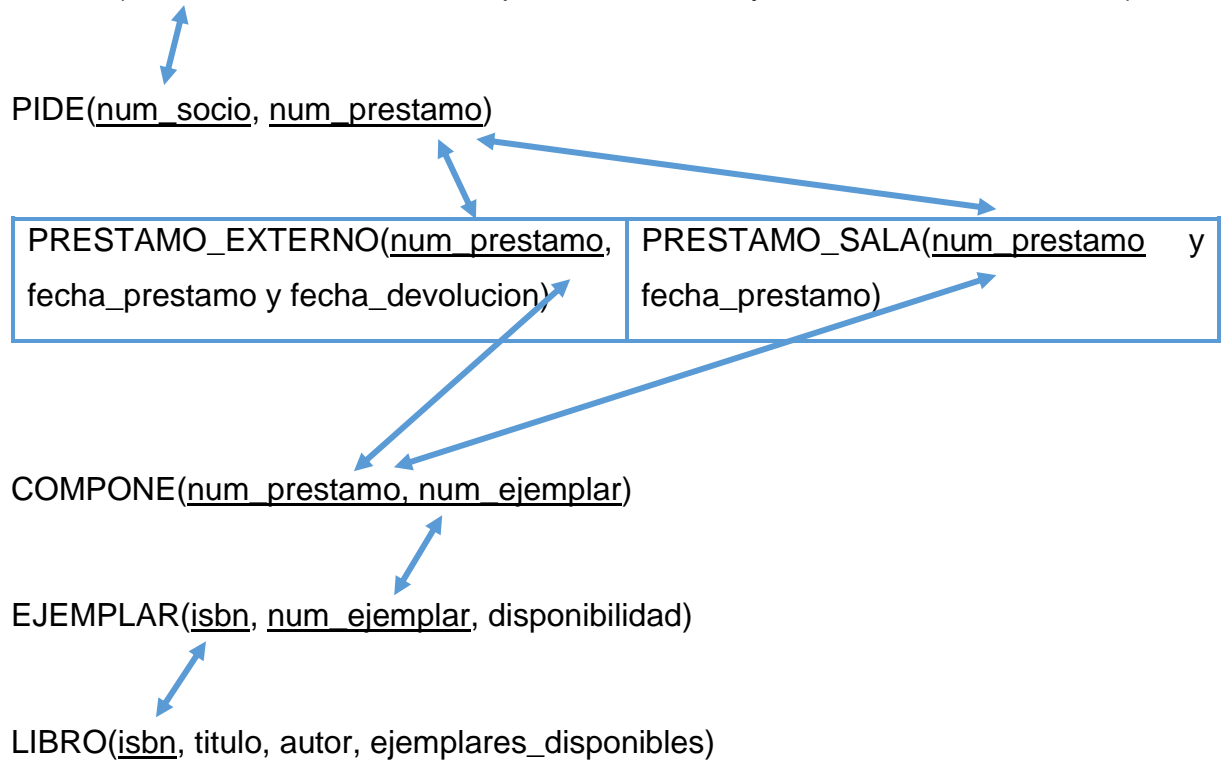 PIDE(num_socio, num_prestamo)
PRESTAMO_EXTERNO(num_prestamo,
fecha_prestamo y fecha_devolucion)
PRESTAMO_SALA(num_prestamo y
fecha_prestamo)
COMPONE(num_prestamo, num_ejemplar)
EJEMPLAR(isbn, num_ejemplar, disponibilidad)
LIBRO(isbn, titulo, autor, ejemplares_disponibles)